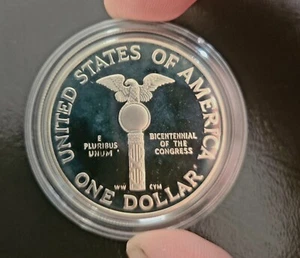 UNITED STATES OF AMERICA
E
PLURIBUS
UNUM
BICENTENNIAL
OF THE
CONGRESS
WW CYM
ONE DOLLAR